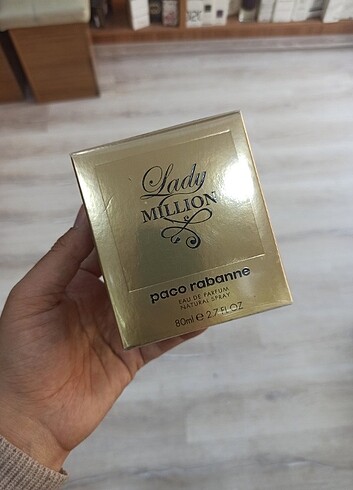 Lady
MILLION
paco rabanne
EAU DE PARFUM
NATURAL SPRAY
80ml e 2.7 FL OZ